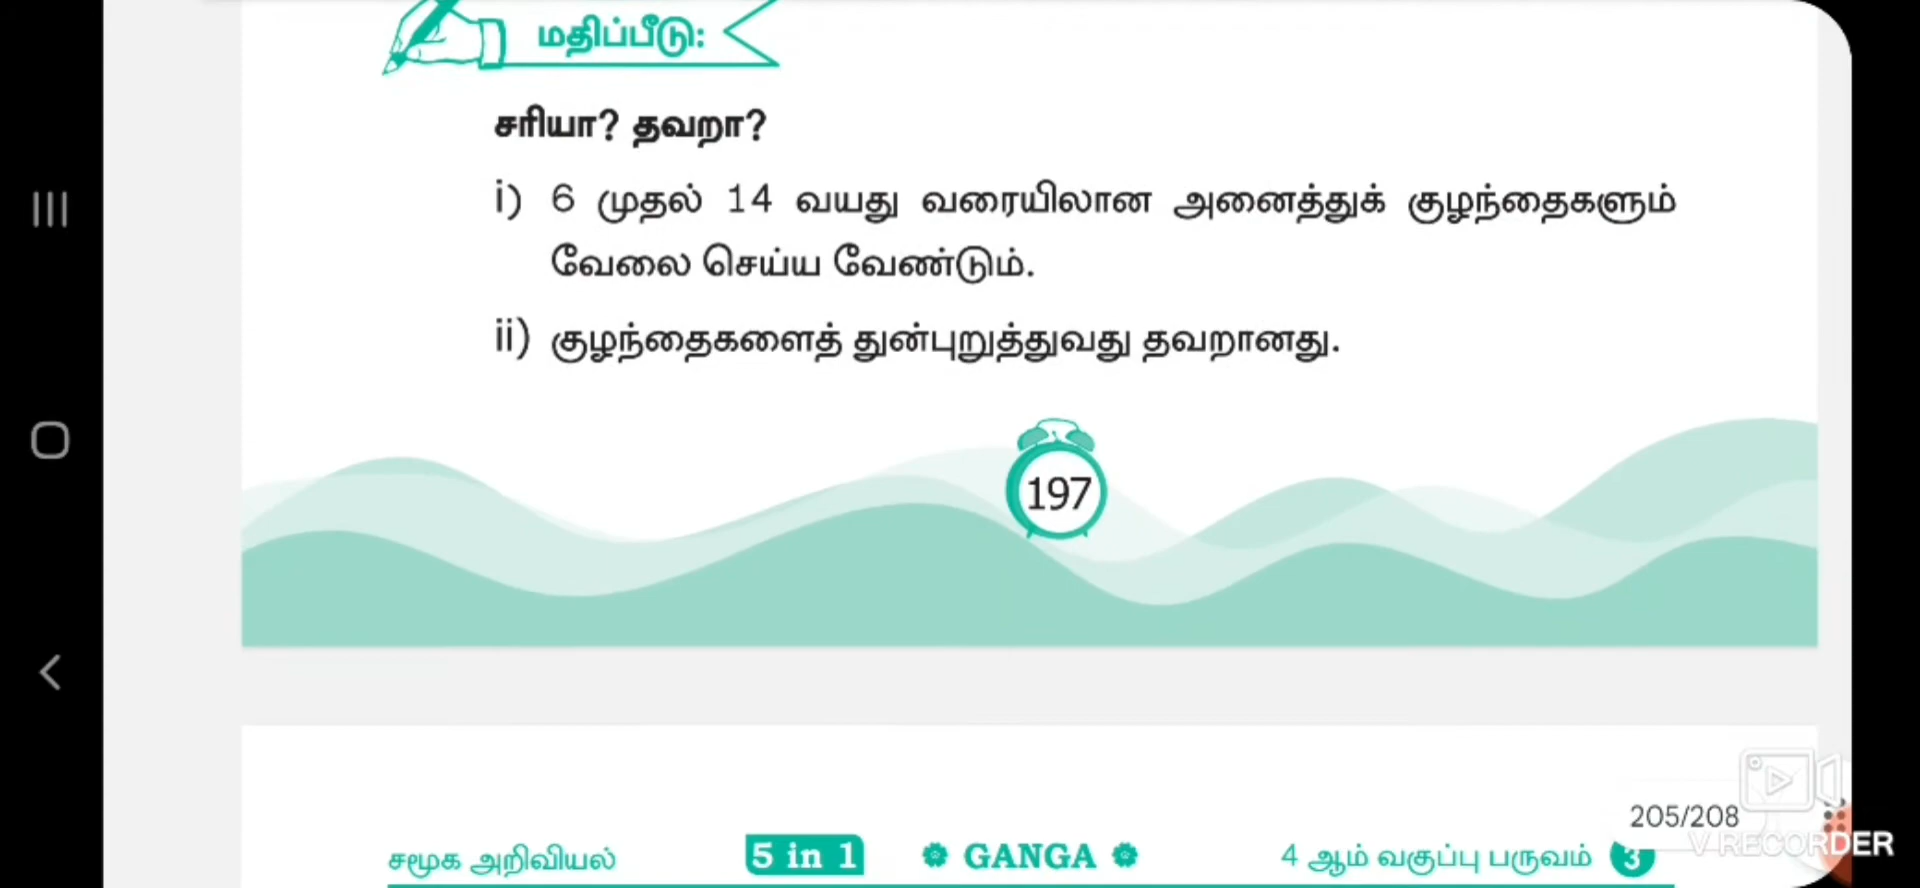 மதிப்பீடு:
சரியா? தவறா?
i) 6 முதல் 14 வயது வரையிலான அனைத்துக் குழந்தைகளும்
வேலை செய்ய வேண்டும்.
ii) குழந்தைகளைத் துன்புறுத்துவது தவறானது.
197
205/208
V RECORDER
சமூக அறிவியல் 5 in 1 GANGA 4 ஆம் வகுப்பு பருவம் 3